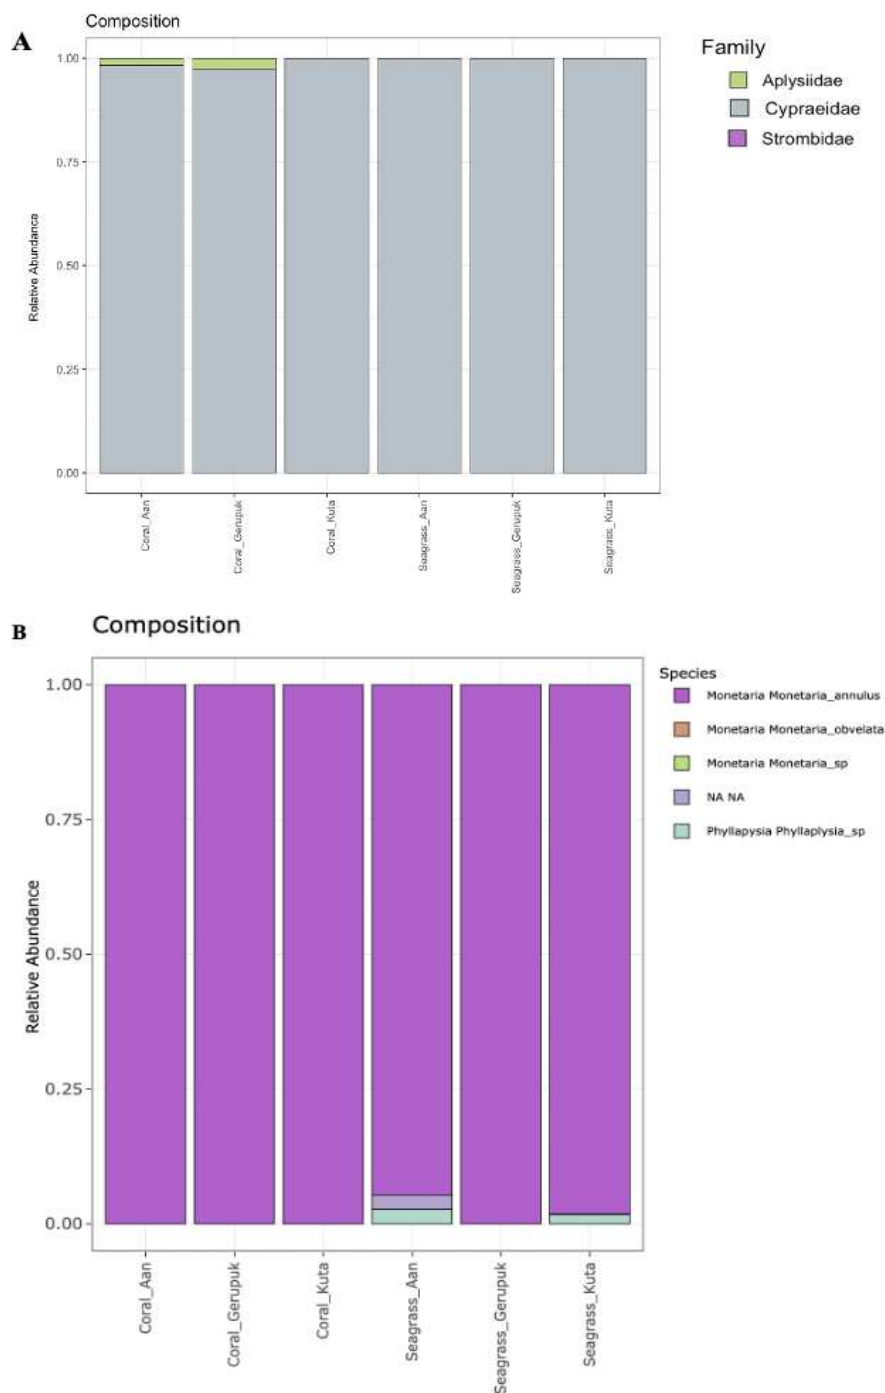 A
Composition
Family
Aplysiidae
Cypraeidae
Strombidae
1.00
0.75
0.50
0.25
0.00
Relative Abundance
Coral_Aan
Coral_Gerupuk
Coral_Kuta
Seagrass_Aan
Seagrass_Gerupuk
Seagrass_Kuta
B
Composition
Species
Monetaria Monetaria_annulus
Monetaria Monetaria_obvelata
Monetaria Monetaria_sp
NA NA
Phyllapysia Phyllaplysia_sp
1.00
0.75
0.50
0.25
0.00
Relative Abundance
Coral_Aan
Coral_Gerupuk
Coral_Kuta
Seagrass_Aan
Seagrass_Gerupuk
Seagrass_Kuta